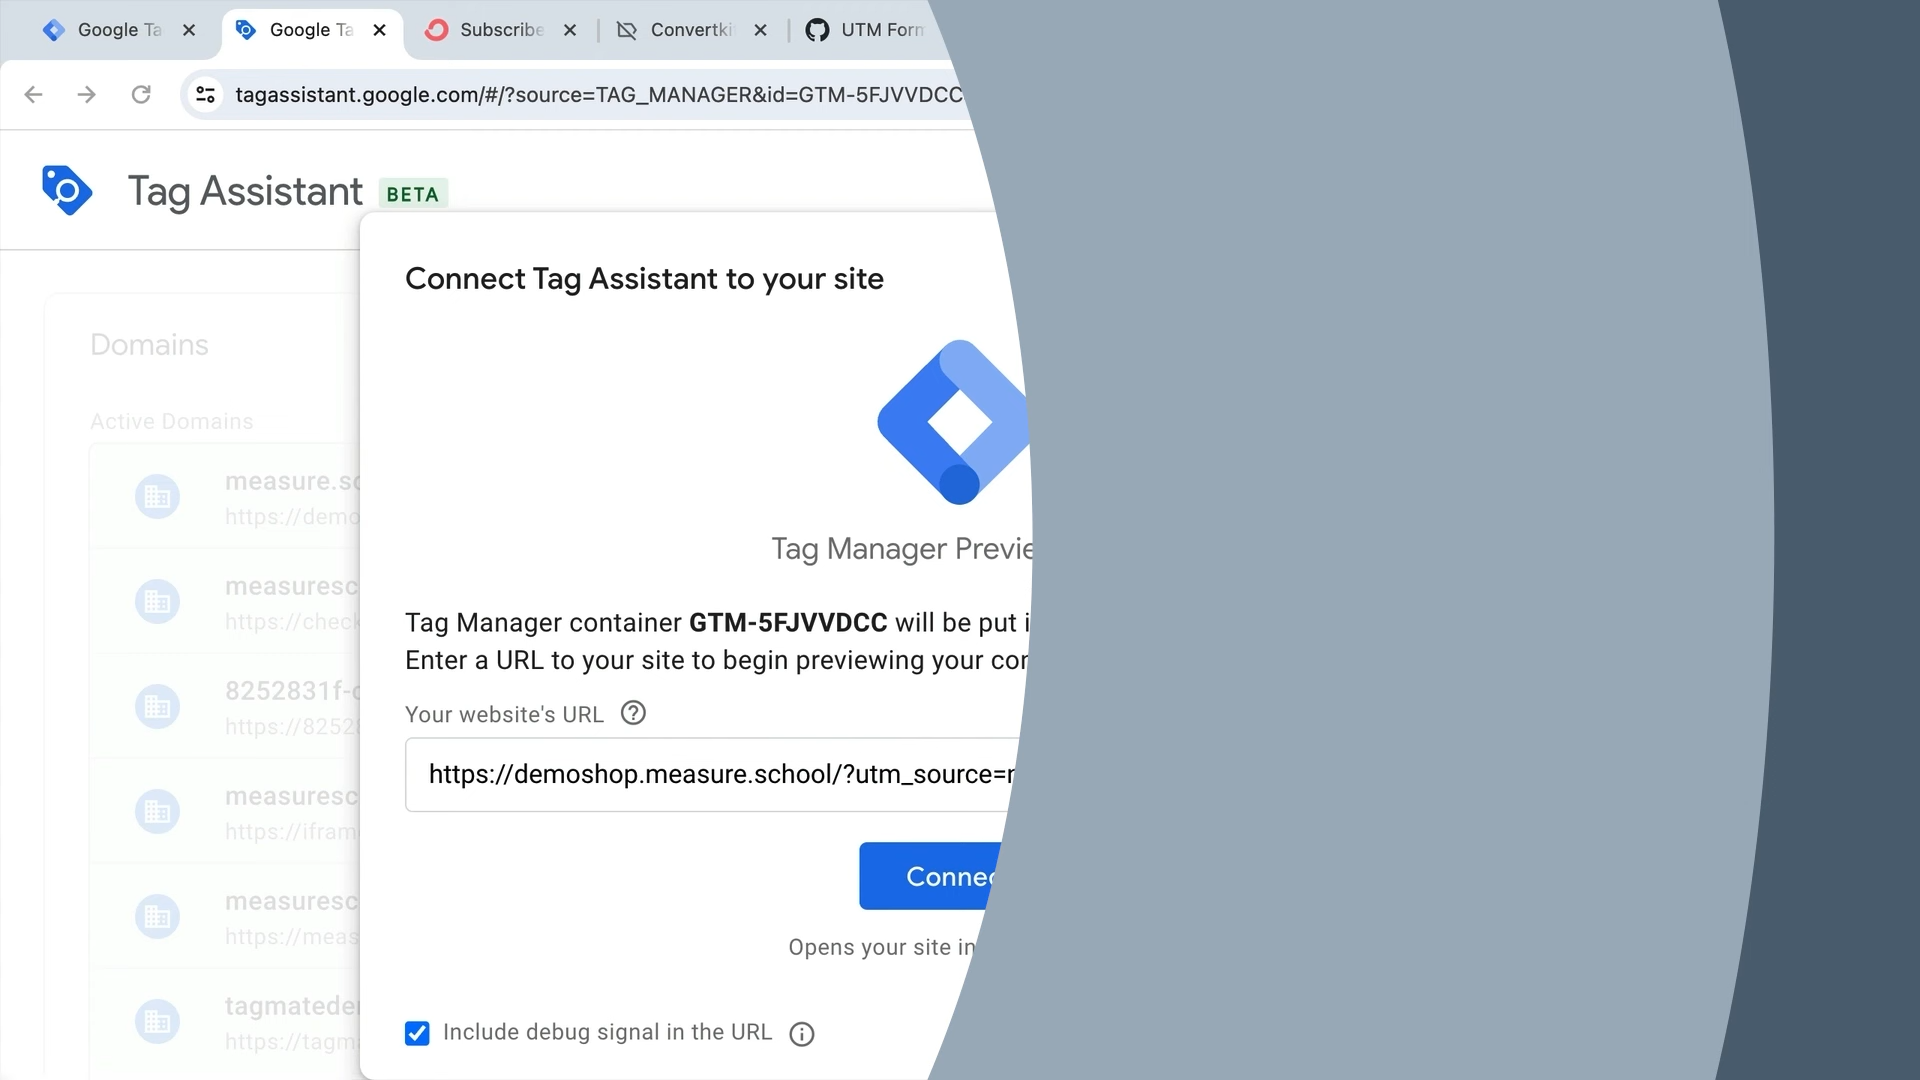 Google Ta
Google Ta
Subscribe
Convertki
UTM Form
tagassistant.google.com/#/?source=TAG_MANAGER&id=GTM-5FJVVDCC
Tag Assistant BETA
Connect Tag Assistant to your site
Domains
Active Domains
measure.sc
https://demo
measuresc
https://check
8252831f-c
https://8252
measuresc
https://ifram
measuresc
https://meas
tagmatede
https://tagm
Tag Manager Previe
Tag Manager container GTM-5FJVVDCC will be put i
Enter a URL to your site to begin previewing your con
Your website's URL
https://demoshop.measure.school/?utm_source=
Connec
Opens your site in
Include debug signal in the URL